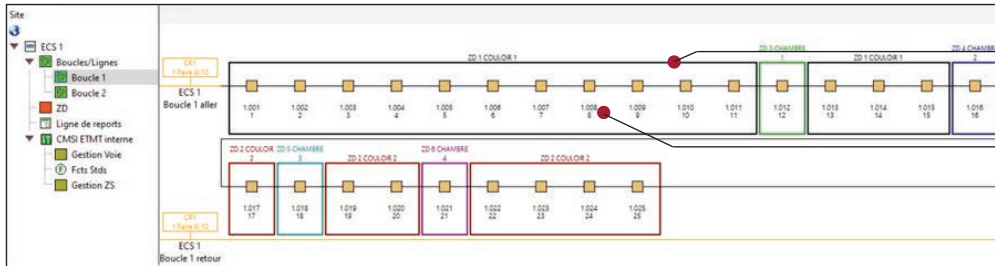 Site
ECS 1
Boucles/Lignes
Boucle 1
Boucle 2
ZD
Ligne de reports
CMSI ETMT interne
Gestion Voie
Fcts Stds
Gestion ZS
ZD 1 COULOIR 1
ZD 3 CHAMBRE
1
ZD 1 COULOIR 1
ZD 4 CHAMBRE
2
CR1
1 Paire 8/10
ECS 1
Boucle 1 aller
1.001 1.002 1.003 1.004 1.005 1.006 1.007 1.008 1.009 1.010 1.011 1.012 1.013 1.014 1.015 1.016
1 2 3 4 5 6 7 8 9 10 11 12 13 14 15 16
ZD 2 COULOIR
2
ZD 5 CHAMBRE
3
ZD 2 COULOIR 2
ZD 6 CHAMBRE
4
ZD 2 COULOIR 2
1.017 1.018 1.019 1.020 1.021 1.022 1.023 1.024 1.025
17 18 19 20 21 22 23 24 25
CR1
1 Paire 8/10
ECS 1
Boucle 1 retour